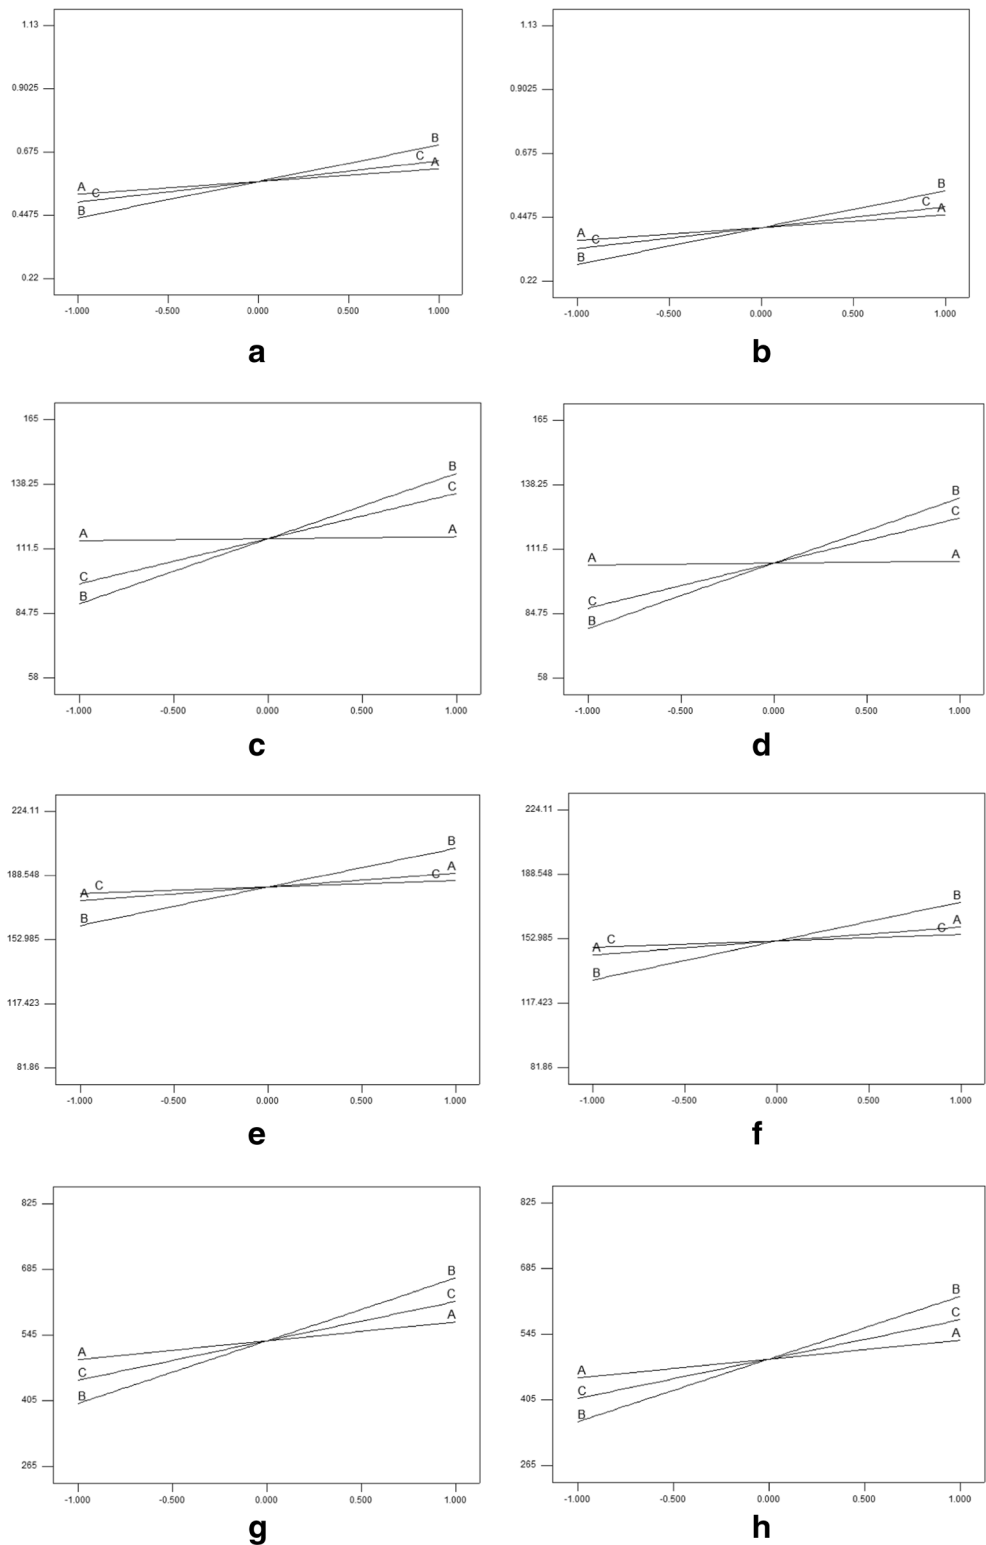 1.13
0.9025
0.675
0.4475
0.22
A
C
B
B
C
A
-1.000 -0.500 0.000 0.500 1.000
a
1.13
0.9025
0.675
0.4475
0.22
A
C
B
B
C
A
-1.000 -0.500 0.000 0.500 1.000
b
165
138.25
111.5
84.75
58
A
C
B
B
C
A
-1.000 -0.500 0.000 0.500 1.000
c
165
138.25
111.5
84.75
58
A
C
B
B
C
A
-1.000 -0.500 0.000 0.500 1.000
d
224.11
188.548
152.985
117.423
81.86
C
A
B
B
A
C
-1.000 -0.500 0.000 0.500 1.000
e
224.11
188.548
152.985
117.423
81.86
C
A
B
B
A
C
-1.000 -0.500 0.000 0.500 1.000
f
825
685
545
405
265
A
C
B
B
C
A
-1.000 -0.500 0.000 0.500 1.000
g
825
685
545
405
265
A
C
B
B
C
A
-1.000 -0.500 0.000 0.500 1.000
h